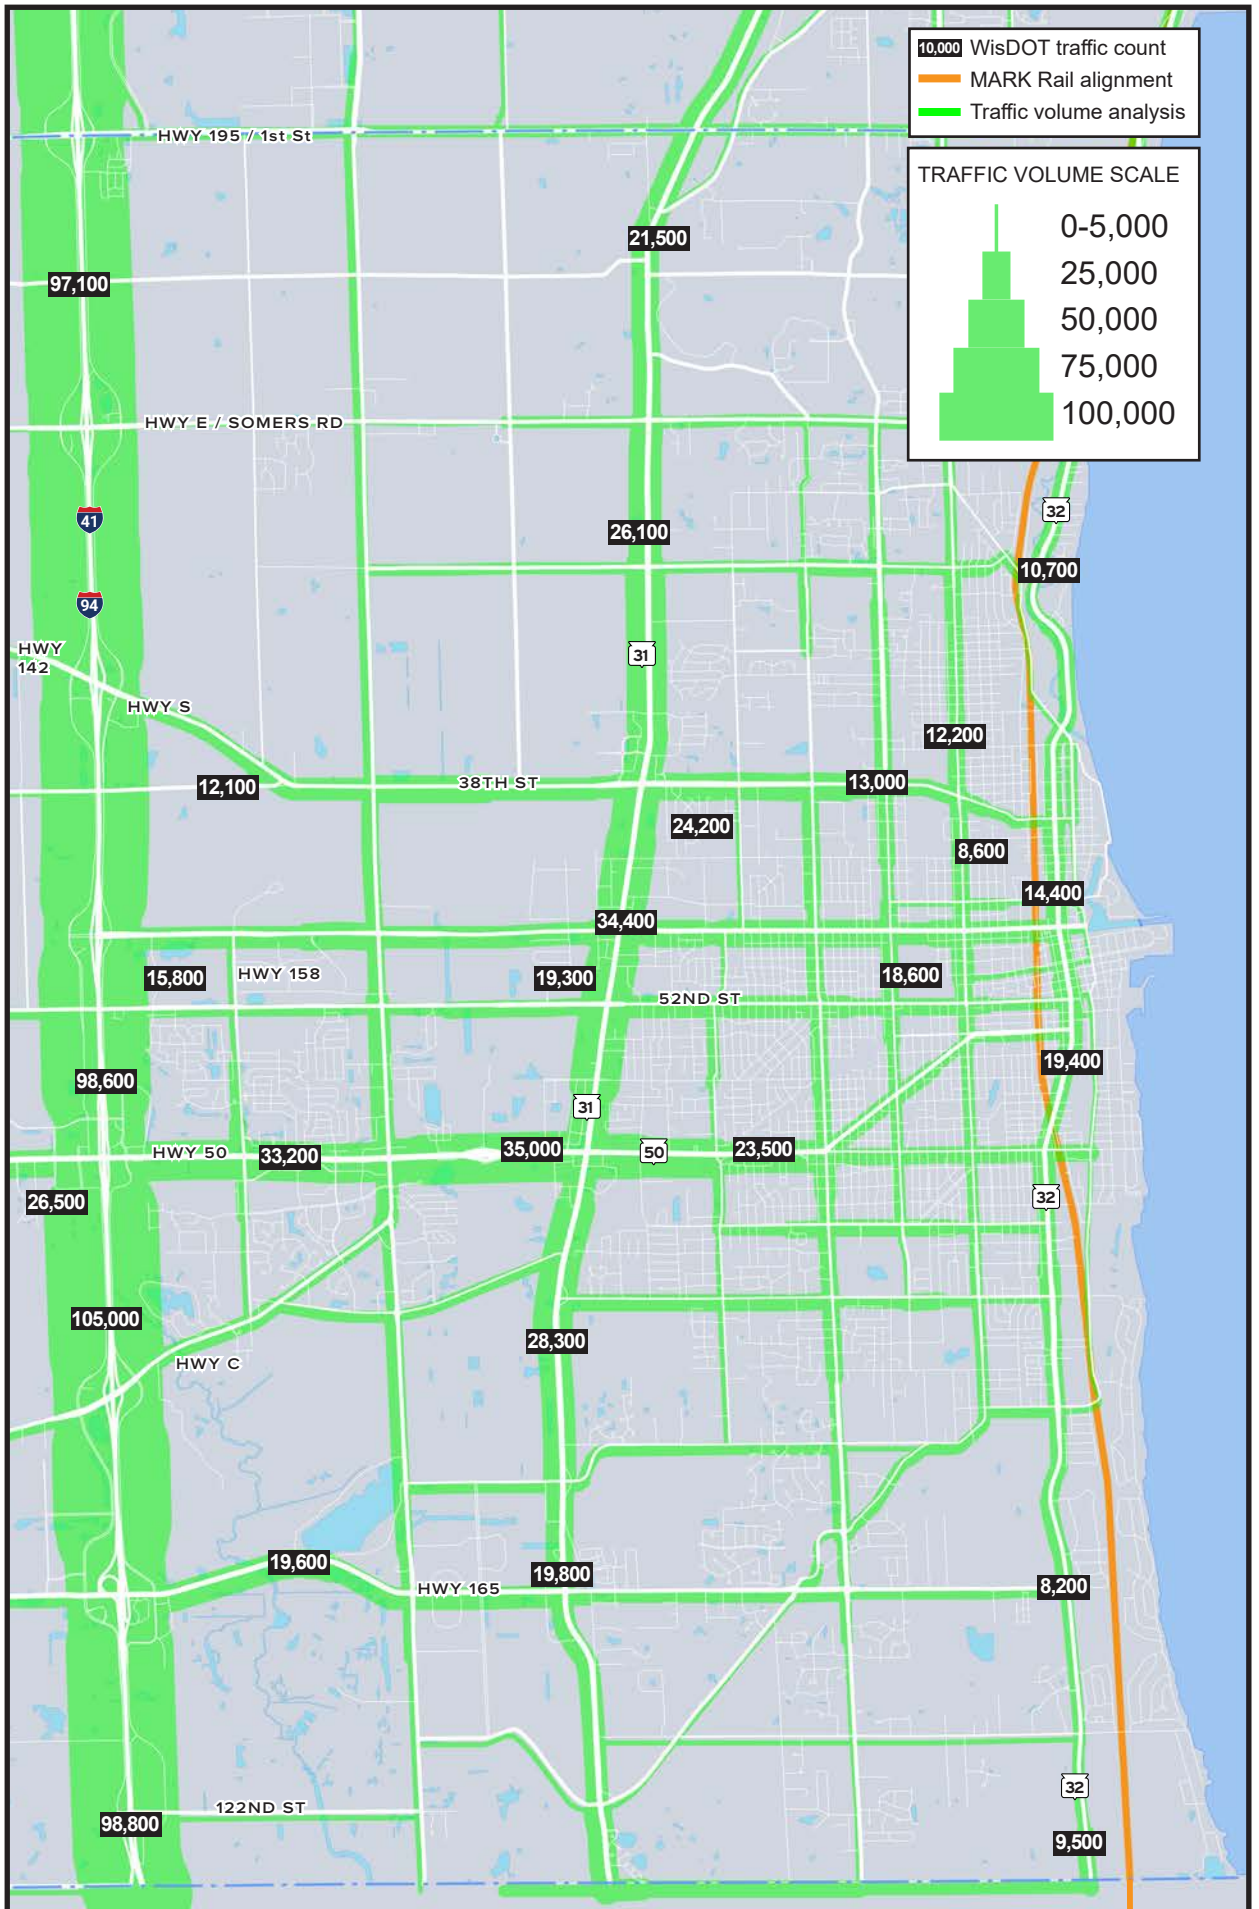 10,000 WisDOT traffic count
MARK Rail alignment
Traffic volume analysis
HWY 195 / 1st St
TRAFFIC VOLUME SCALE
0-5,000
25,000
50,000
75,000
100,000
21,500
97,100
HWY E / SOMERS RD
41
32
26,100
10,700
94
HWY
142
31
HWY S
12,200
12,100
38TH ST
13,000
24,200
8,600
14,400
34,400
15,800
HWY 158
19,300
18,600
52ND ST
98,600
19,400
31
HWY 50
33,200
35,000
50
23,500
26,500
32
105,000
28,300
HWY C
19,600
19,800
HWY 165
8,200
32
122ND ST
98,800
9,500